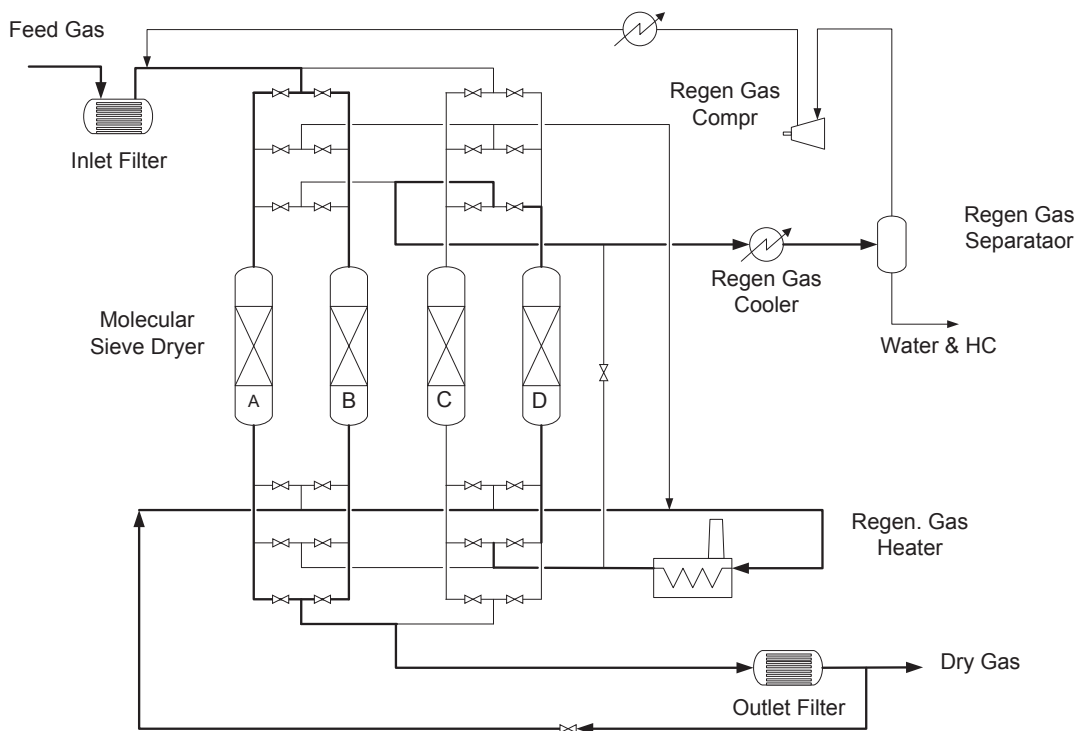 Feed Gas
Inlet Filter
Regen Gas
Compr
Regen Gas
Separataor
Regen Gas
Cooler
Water & HC
Molecular
Sieve Dryer
A
B
C
D
Regen. Gas
Heater
Dry Gas
Outlet Filter